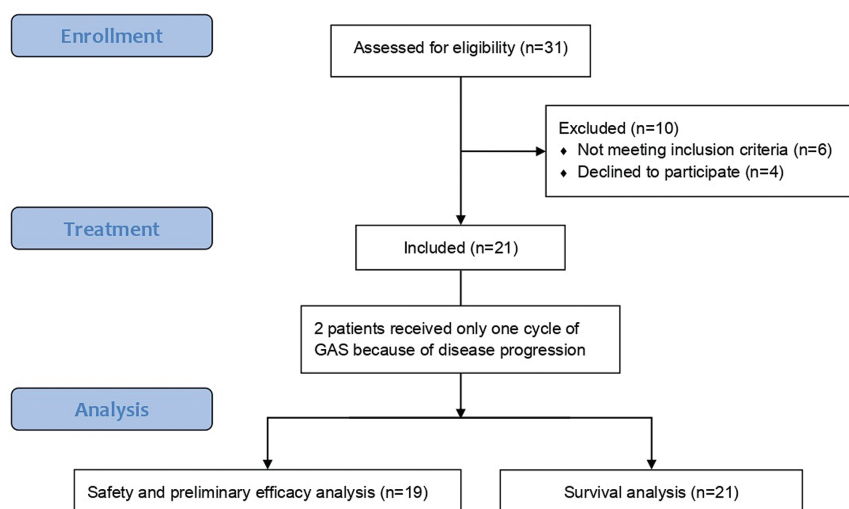 Enrollment
Assessed for eligibility (n=31)
Excluded (n=10)
♦ Not meeting inclusion criteria (n=6)
♦ Declined to participate (n=4)
Treatment
Included (n=21)
2 patients received only one cycle of
GAS because of disease progression
Analysis
Safety and preliminary efficacy analysis (n=19)
Survival analysis (n=21)